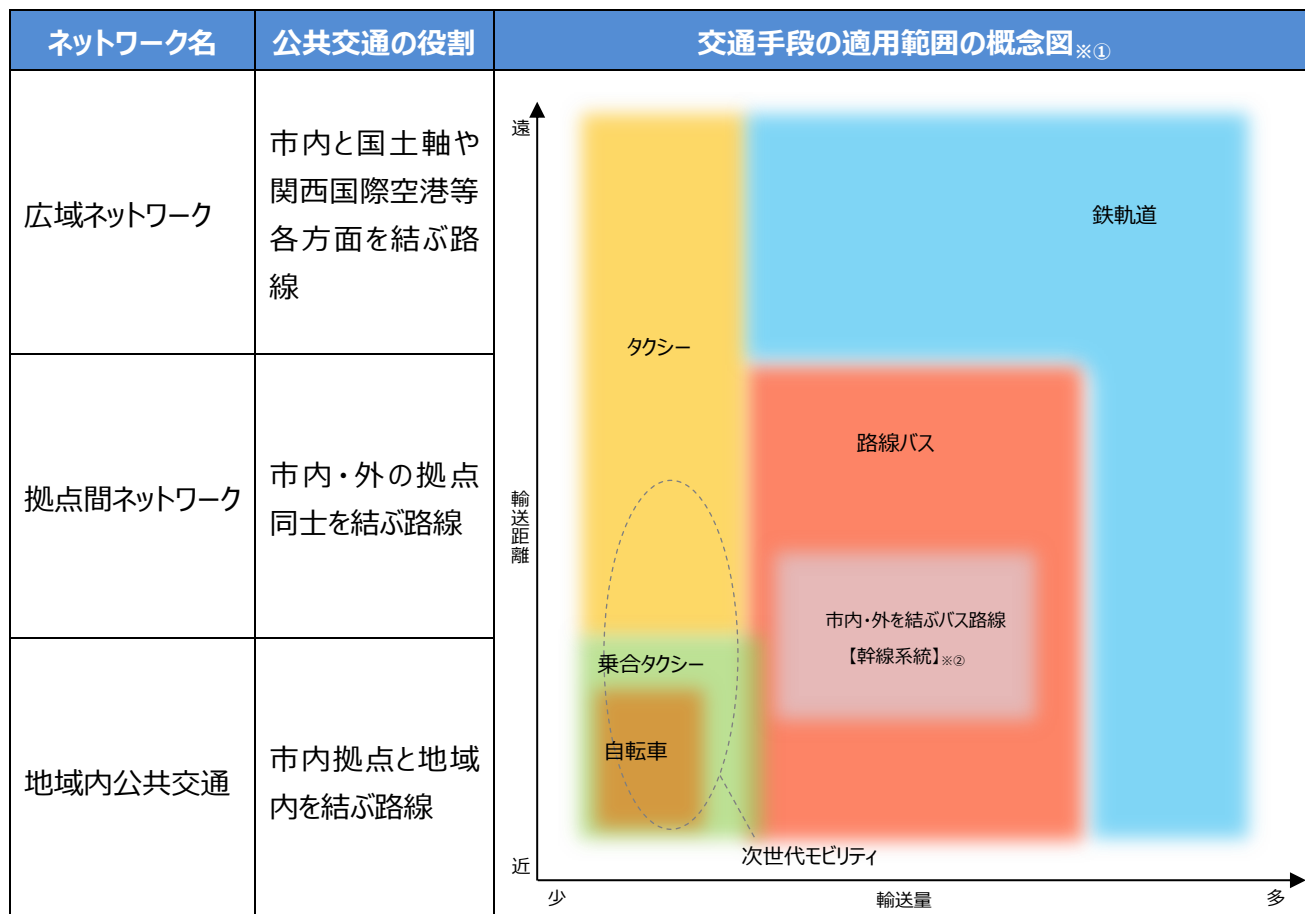 ネットワーク名
公共交通の役割
交通手段の適用範囲の概念図※①
広域ネットワーク
市内と国土軸や
関西国際空港等
各方面を結ぶ路
線
拠点間ネットワーク
市内・外の拠点
同士を結ぶ路線
地域内公共交通
市内拠点と地域
内を結ぶ路線
遠
鉄軌道
タクシー
路線バス
輸送距離
市内・外を結ぶバス路線
【幹線系統】※②
乗合タクシー
自転車
次世代モビリティ
近
少
輸送量
多